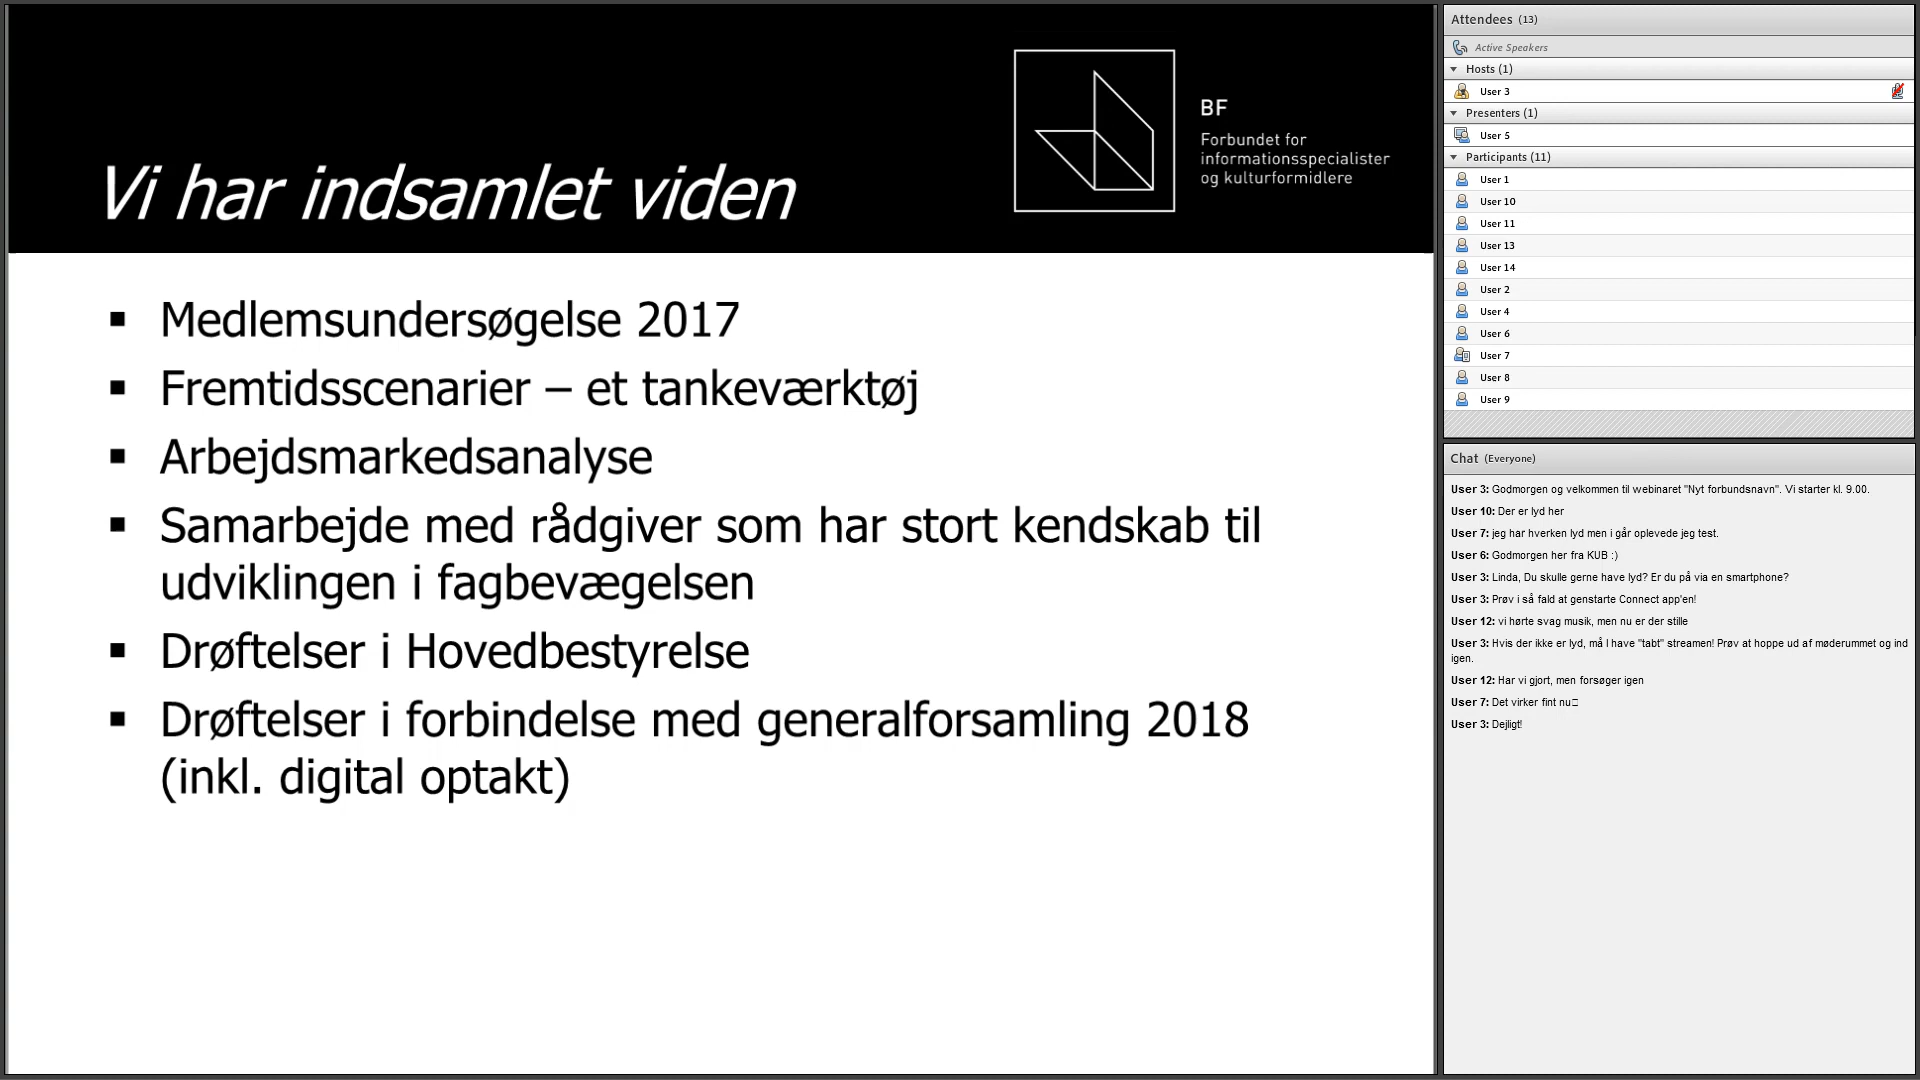 Vi har indsamlet viden
BF
Forbundet for
informationsspecialister
og kulturformidlere
▪ Medlemsundersøgelse 2017
▪ Fremtidsscenarier – et tankeværktøj
▪ Arbejdsmarkedsanalyse
▪ Samarbejde med rådgiver som har stort kendskab til
udviklingen i fagbevægelsen
▪ Drøftelser i Hovedbestyrelse
▪ Drøftelser i forbindelse med generalforsamling 2018
(inkl. digital optakt)
Attendees (13)
Active Speakers
Hosts (1)
User 3
Presenters (1)
User 5
Participants (11)
User 1
User 10
User 11
User 13
User 14
User 2
User 4
User 6
User 7
User 8
User 9
Chat (Everyone)
User 3: Godmorgen og velkommen til webinaret "Nyt forbundsnavn". Vi starter kl. 9.00.
User 10: Der er lyd her
User 7: jeg har hverken lyd men i går oplevede jeg test.
User 6: Godmorgen her fra KUB :)
User 3: Linda, Du skulle gerne have lyd? Er du på via en smartphone?
User 3: Prøv i så fald at genstarte Connect app'en!
User 12: vi hørte svag musik, men nu er der stille
User 3: Hvis der ikke er lyd, må I have "tabt" streamen! Prøv at hoppe ud af møderummet og ind
igen.
User 12: Har vi gjort, men forsøger igen
User 7: Det virker fint nu□
User 3: Dejligt!